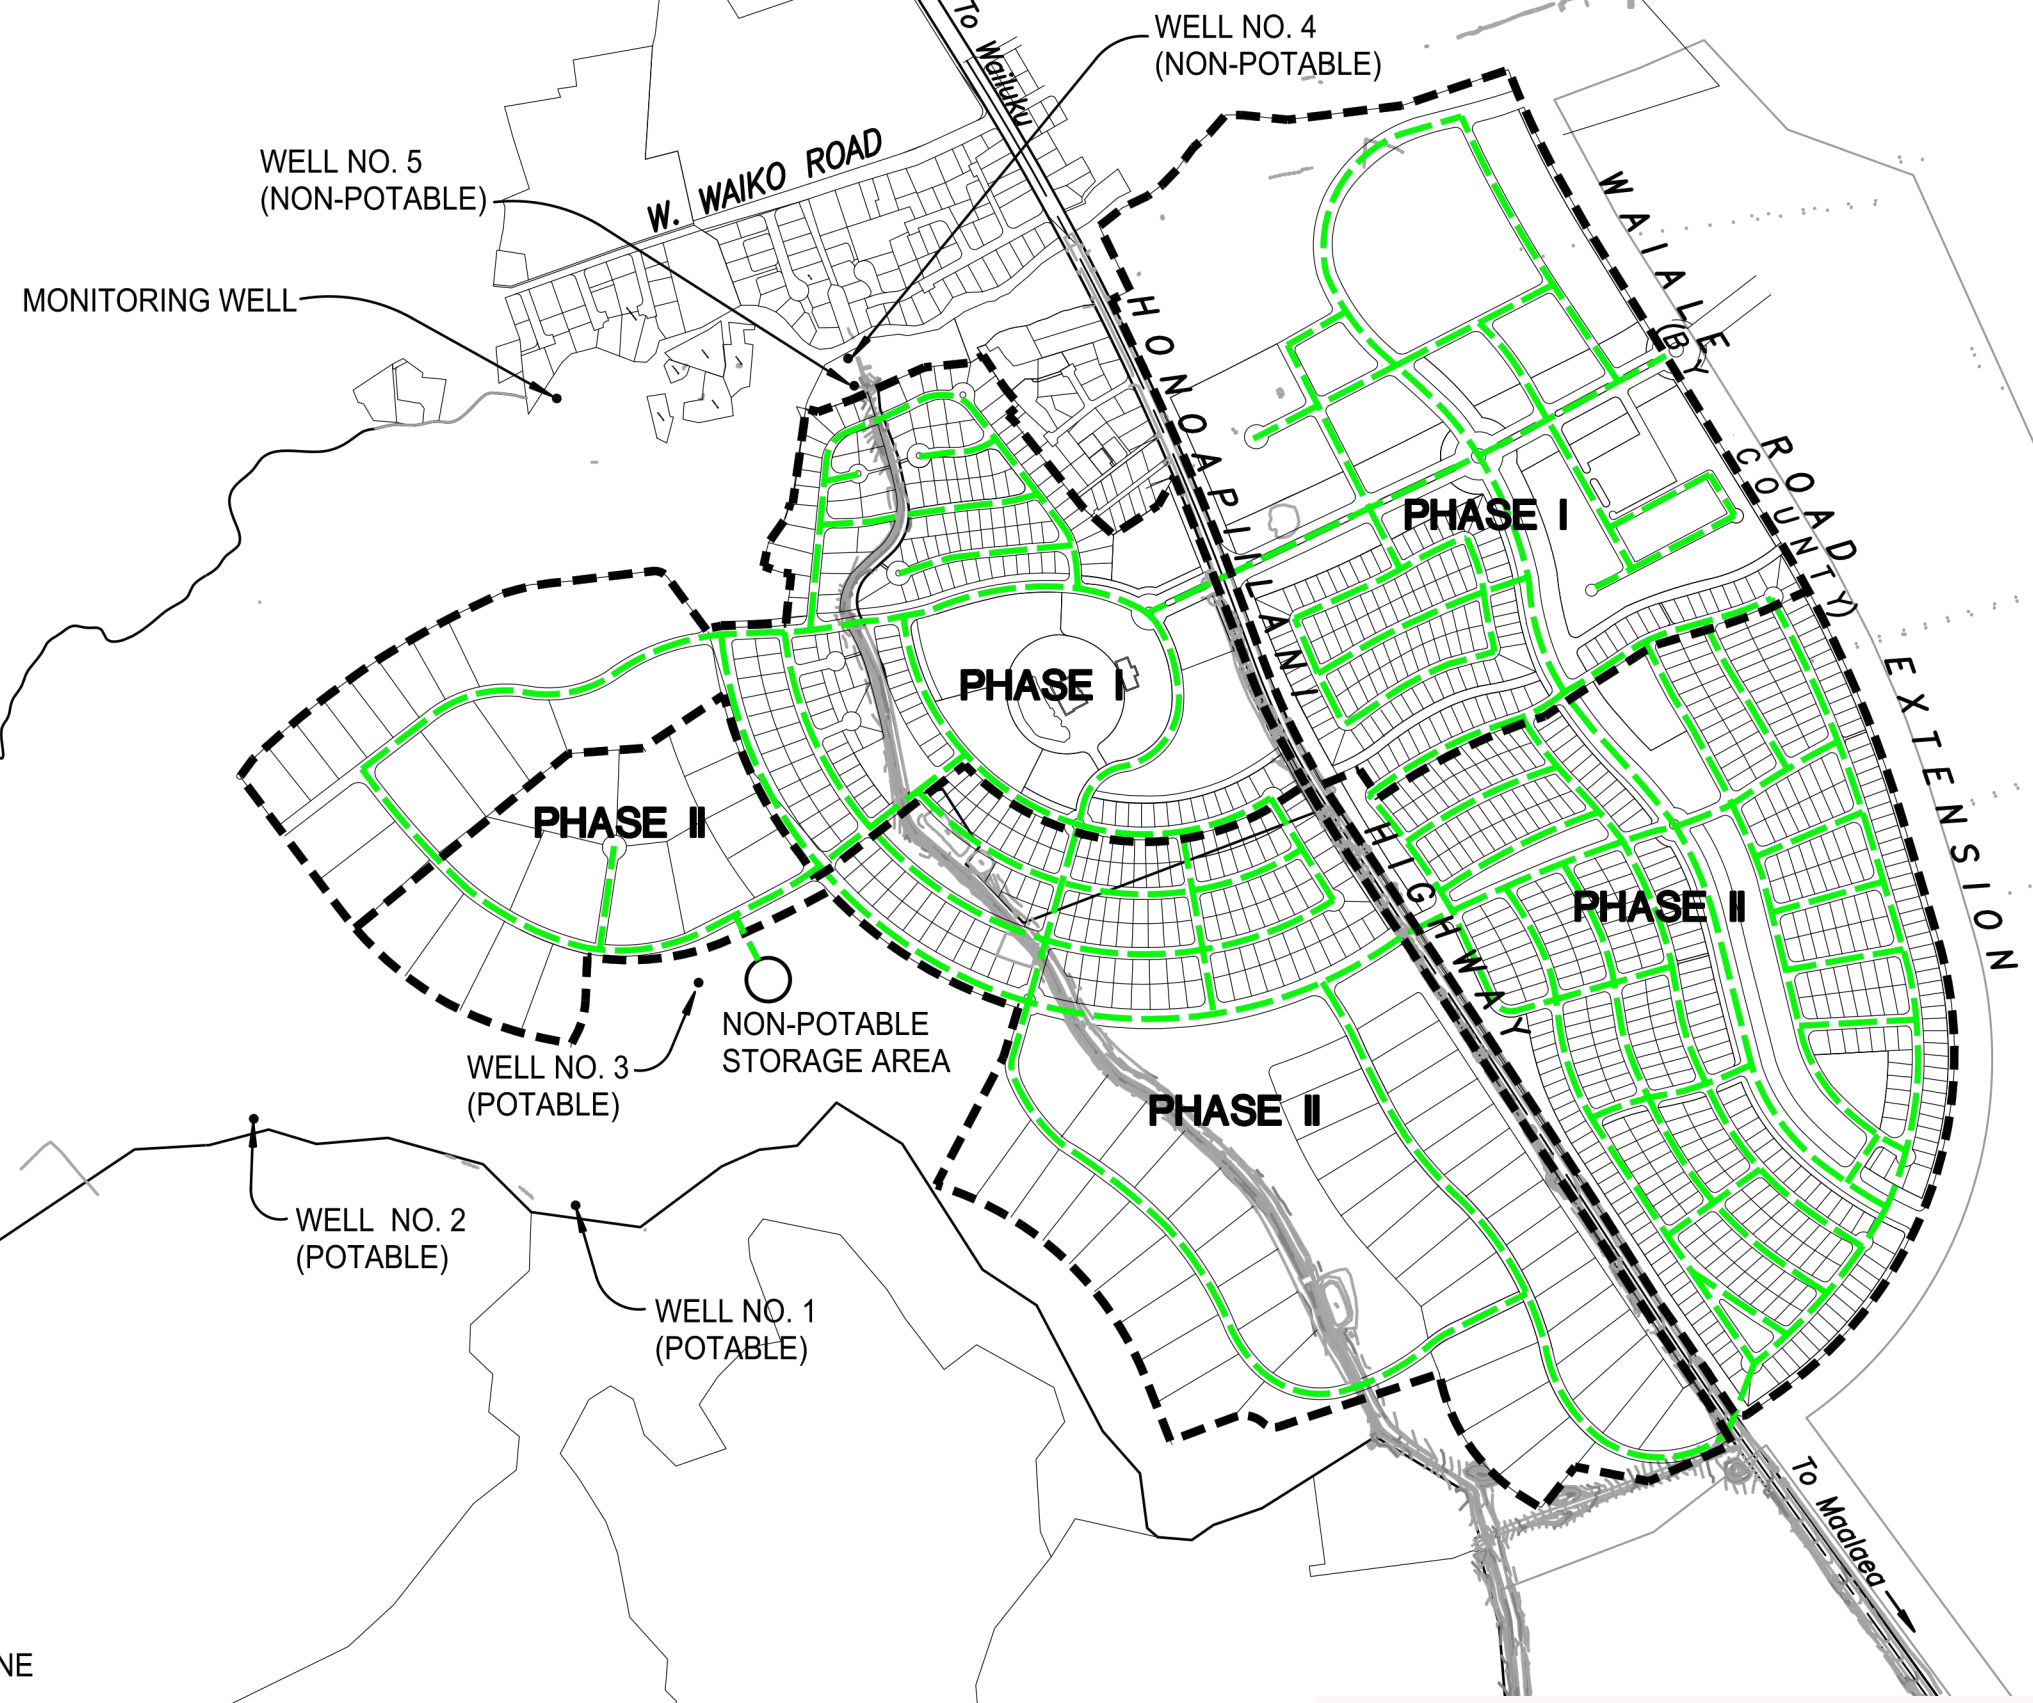 WELL NO. 4
(NON-POTABLE)
To Wailuku
WELL NO. 5
(NON-POTABLE)
W. WAIKO ROAD
MONITORING WELL
HONOAPIILANI HIGHWAY
WAIALE ROAD EXTENSION
(BY COUNTY)
PHASE I
PHASE I
PHASE II
PHASE II
PHASE II
NON-POTABLE
STORAGE AREA
WELL NO. 3
(POTABLE)
WELL NO. 2
(POTABLE)
WELL NO. 1
(POTABLE)
To Maalaea
NE